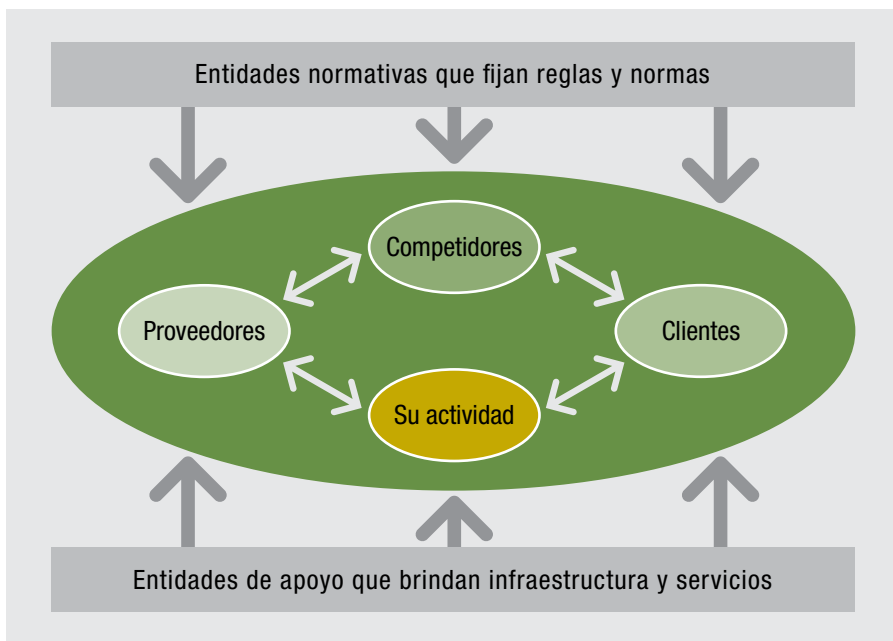 Entidades normativas que fijan reglas y normas
Competidores
Proveedores
Clientes
Su actividad
Entidades de apoyo que brindan infraestructura y servicios